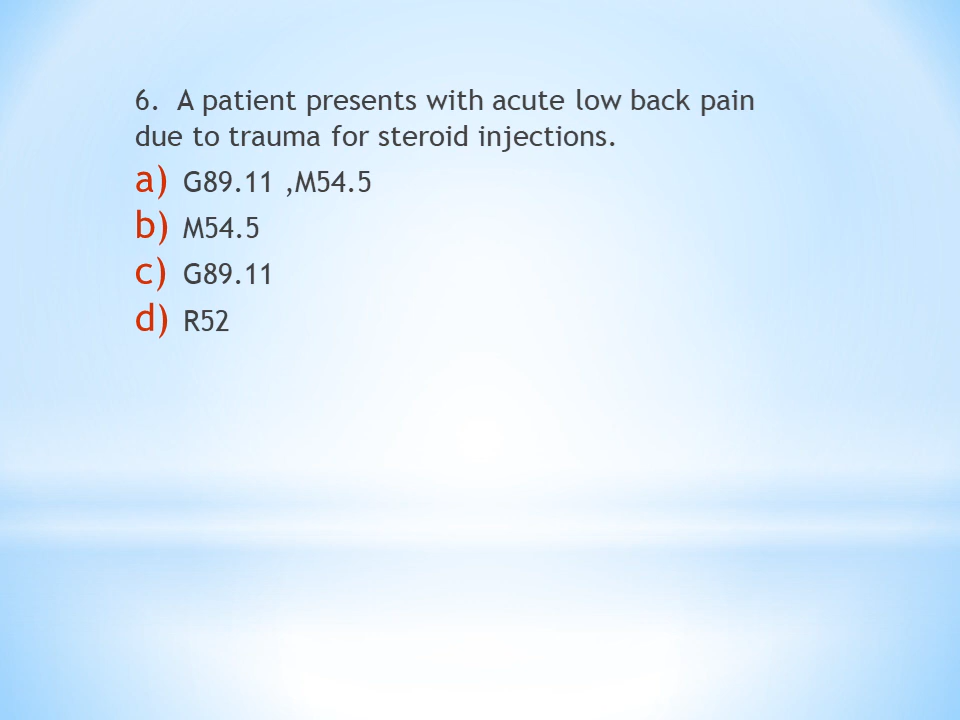 6. A patient presents with acute low back pain
due to trauma for steroid injections.
a) G89.11 ,M54.5
b) M54.5
c) G89.11
d) R52